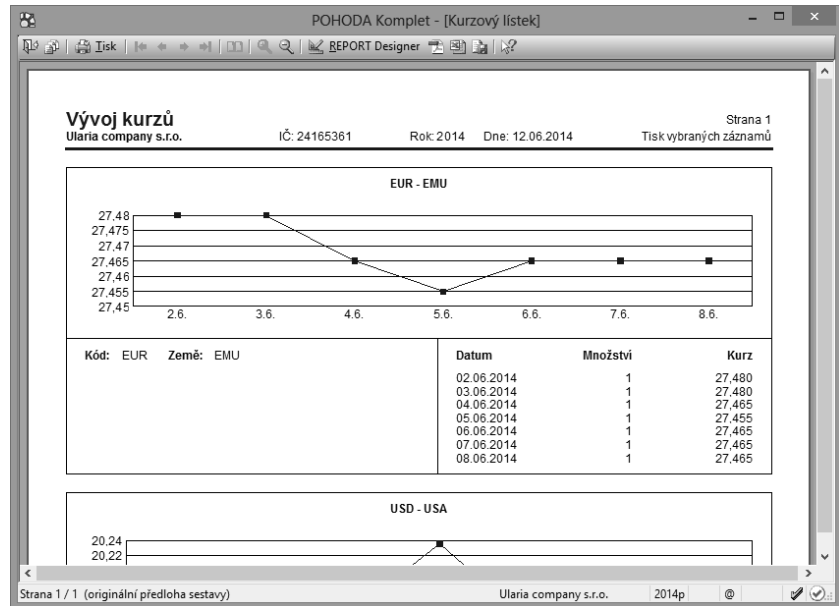 POHODA Komplet - [Kurzový lístek]
Tisk REPORT Designer
Vývoj kurzů
Strana 1
Ularia company s.r.o. IČ: 24165361 Rok: 2014 Dne: 12.06.2014 Tisk vybraných záznamů
EUR - EMU
27,48
27,475
27,47
27,465
27,46
27,455
27,45
2.6. 3.6. 4.6. 5.6. 6.6. 7.6. 8.6.
Kód: EUR Země: EMU
Datum Množství Kurz
02.06.2014 1 27,480
03.06.2014 1 27,480
04.06.2014 1 27,465
05.06.2014 1 27,455
06.06.2014 1 27,465
07.06.2014 1 27,465
08.06.2014 1 27,465
USD - USA
20,24
20,22
Strana 1 / 1 (originální předloha sestavy) Ularia company s.r.o. 2014p @